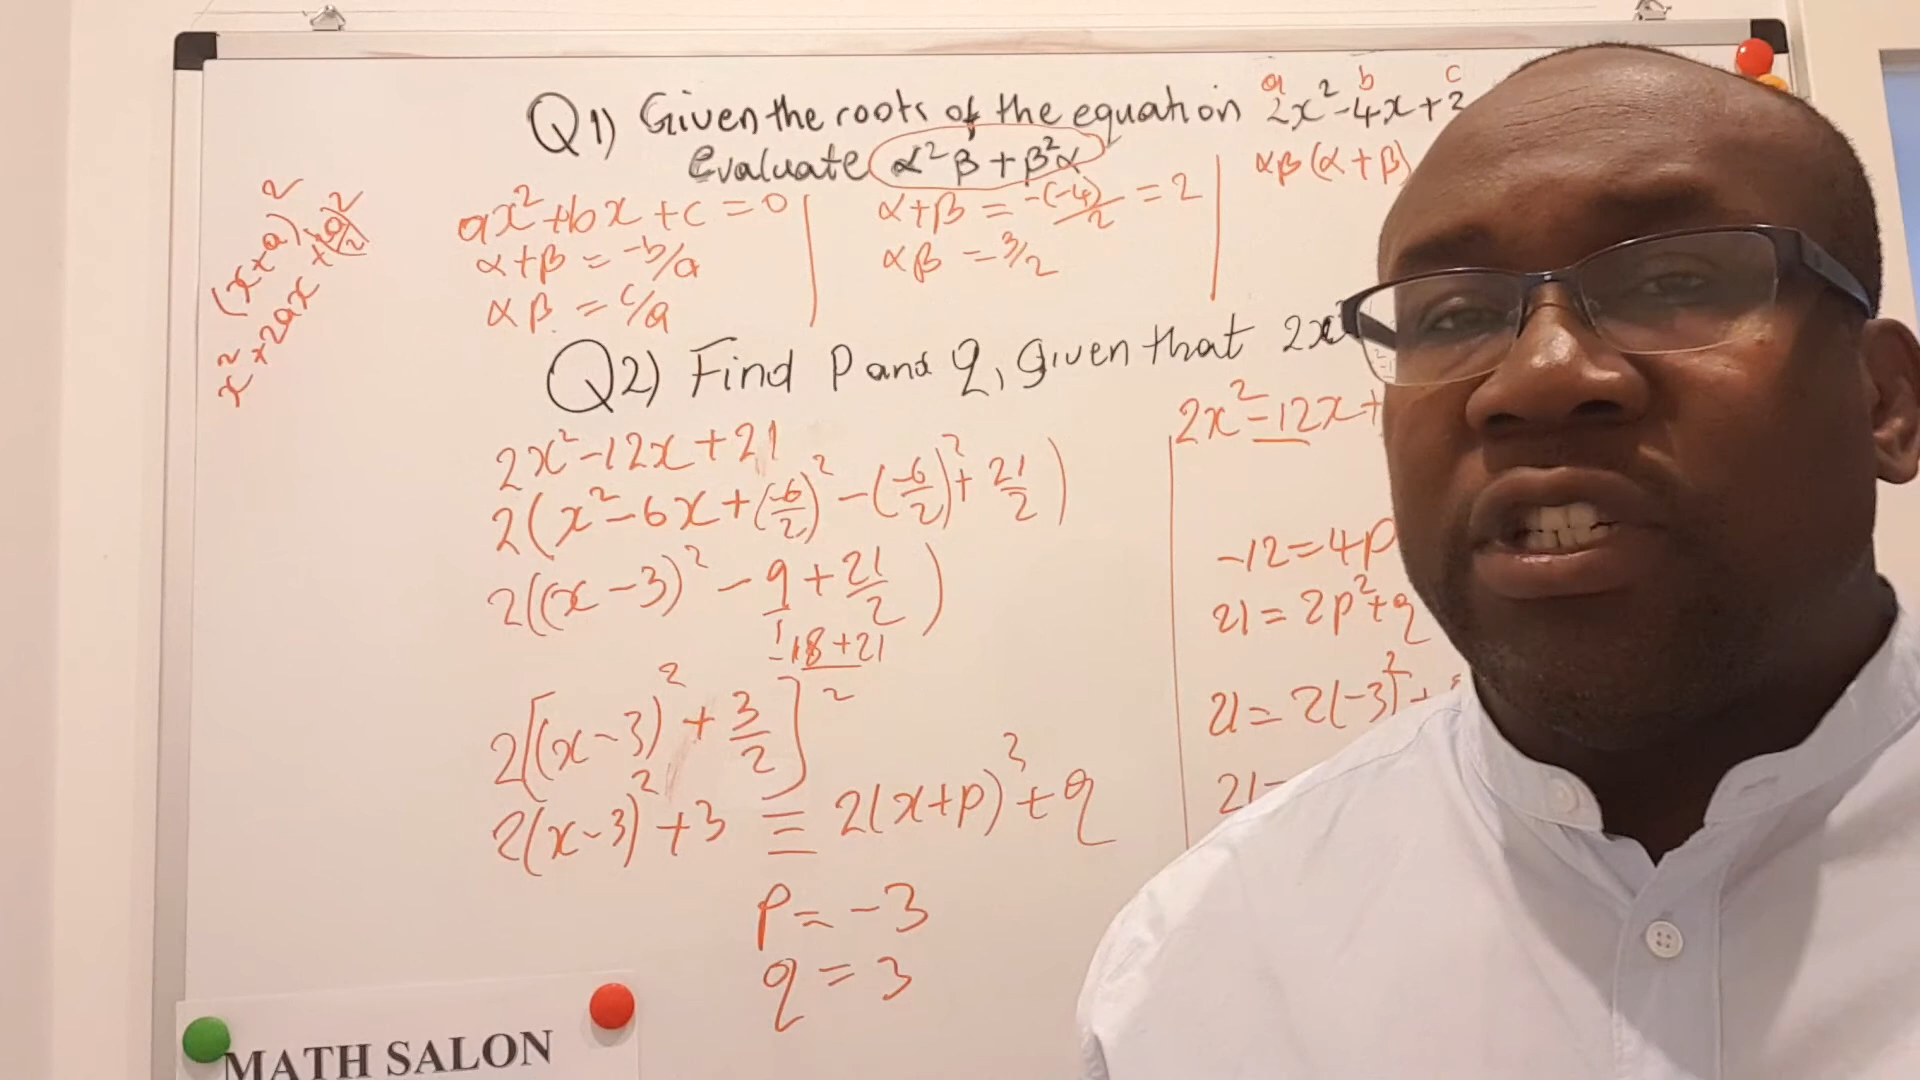 a b c
Q1) Given the roots of the equation 2x²-4x+3
Evaluate α²β+β²α
αβ(α+β)
(x+a)²
x²+2ax+
ax²+bx+c=0
α+β=-b/a
αβ=c/a
α+β=-(-4)/2=2
αβ=3/2
Q2) Find P and q, given that 2x
2x²-12x+21
2(x²-6x+(-6/2)²-(-6/2)²+21/2)
2((x-3)²-9+21/2)
1
-18+21
2
2[(x-3)²+3/2]
2(x-3)²+3≡2(x+p)²+q
p=-3
q=3
2x²-12x+
-12=4p
21=2p²+q
21=2(-3)²+
21=
MATH SALON